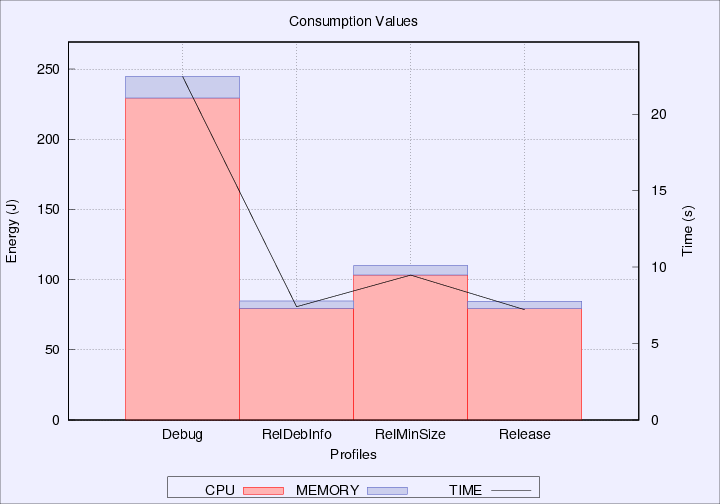 Consumption Values
250
200
150
100
50
0
Energy (J)
20
15
10
5
0
Time (s)
Debug RelDebInfo RelMinSize Release
Profiles
CPU MEMORY TIME